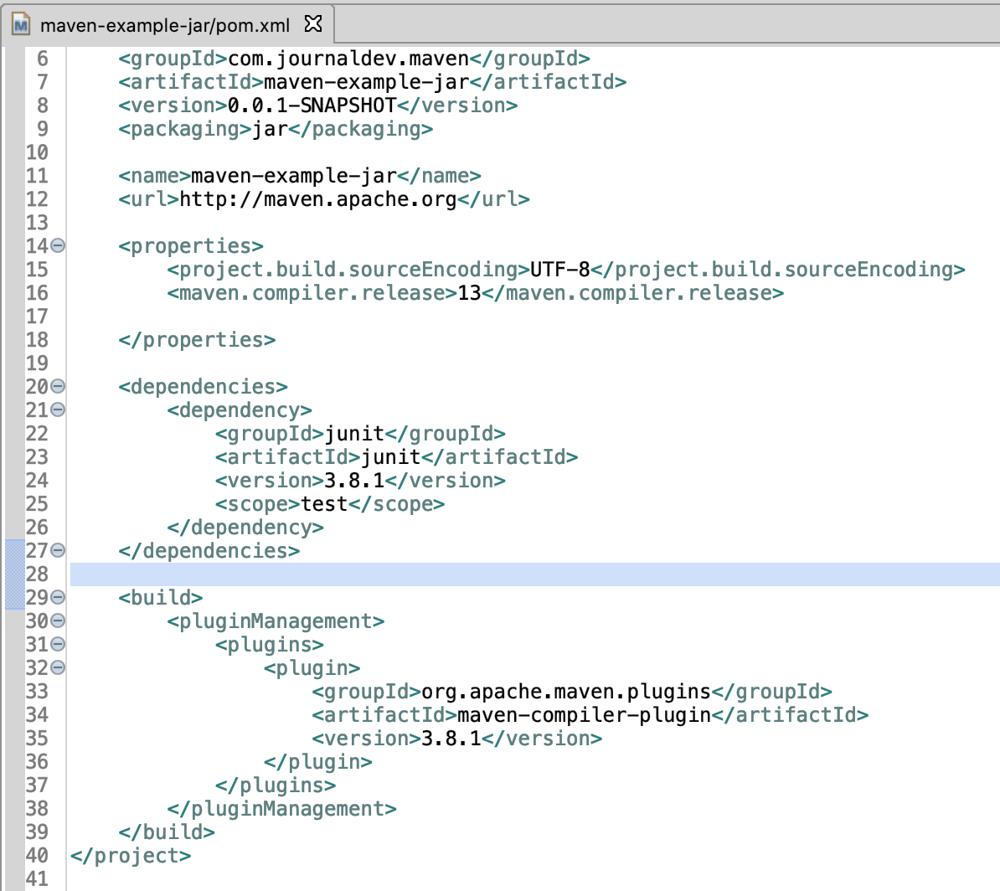 maven-example-jar/pom.xml
6 <groupId>com.journaldev.maven</groupId>
7 <artifactId>maven-example-jar</artifactId>
8 <version>0.0.1-SNAPSHOT</version>
9 <packaging>jar</packaging>
10
11 <name>maven-example-jar</name>
12 <url>http://maven.apache.org</url>
13
14 <properties>
15 <project.build.sourceEncoding>UTF-8</project.build.sourceEncoding>
16 <maven.compiler.release>13</maven.compiler.release>
17
18 </properties>
19
20 <dependencies>
21 <dependency>
22 <groupId>junit</groupId>
23 <artifactId>junit</artifactId>
24 <version>3.8.1</version>
25 <scope>test</scope>
26 </dependency>
27 </dependencies>
28
29 <build>
30 <pluginManagement>
31 <plugins>
32 <plugin>
33 <groupId>org.apache.maven.plugins</groupId>
34 <artifactId>maven-compiler-plugin</artifactId>
35 <version>3.8.1</version>
36 </plugin>
37 </plugins>
38 </pluginManagement>
39 </build>
40 </project>
41